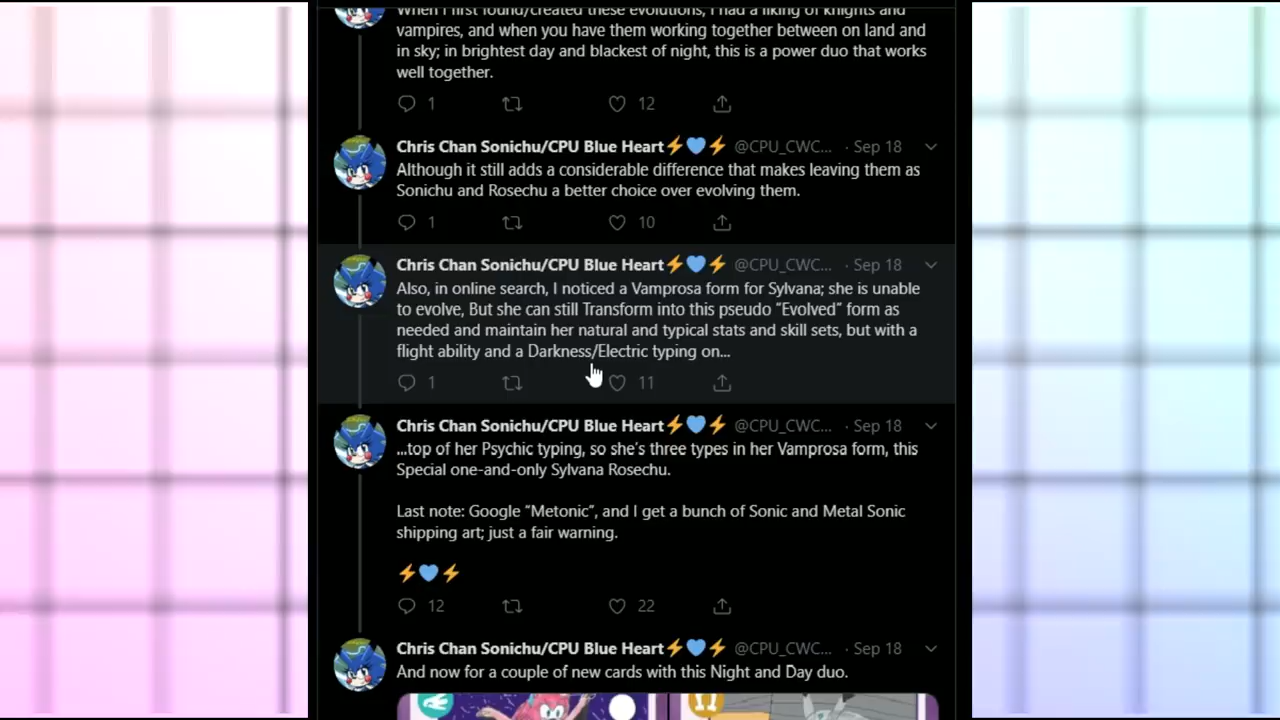 When I first found/created these evolutions, I had a liking of knights and
vampires, and when you have them working together between on land and
in sky; in brightest day and blackest of night, this is a power duo that works
well together.
1 12
Chris Chan Sonichu/CPU Blue Heart⚡💙⚡ @CPU_CWC... · Sep 18
Although it still adds a considerable difference that makes leaving them as
Sonichu and Rosechu a better choice over evolving them.
1 10
Chris Chan Sonichu/CPU Blue Heart⚡💙⚡ @CPU_CWC... · Sep 18
Also, in online search, I noticed a Vamprosa form for Sylvana; she is unable
to evolve, But she can still Transform into this pseudo “Evolved” form as
needed and maintain her natural and typical stats and skill sets, but with a
flight ability and a Darkness/Electric typing on...
1 11
Chris Chan Sonichu/CPU Blue Heart⚡💙⚡ @CPU_CWC... · Sep 18
...top of her Psychic typing, so she’s three types in her Vamprosa form, this
Special one-and-only Sylvana Rosechu.
Last note: Google “Metonic”, and I get a bunch of Sonic and Metal Sonic
shipping art; just a fair warning.
⚡💙⚡
12 22
Chris Chan Sonichu/CPU Blue Heart⚡💙⚡ @CPU_CWC... · Sep 18
And now for a couple of new cards with this Night and Day duo.